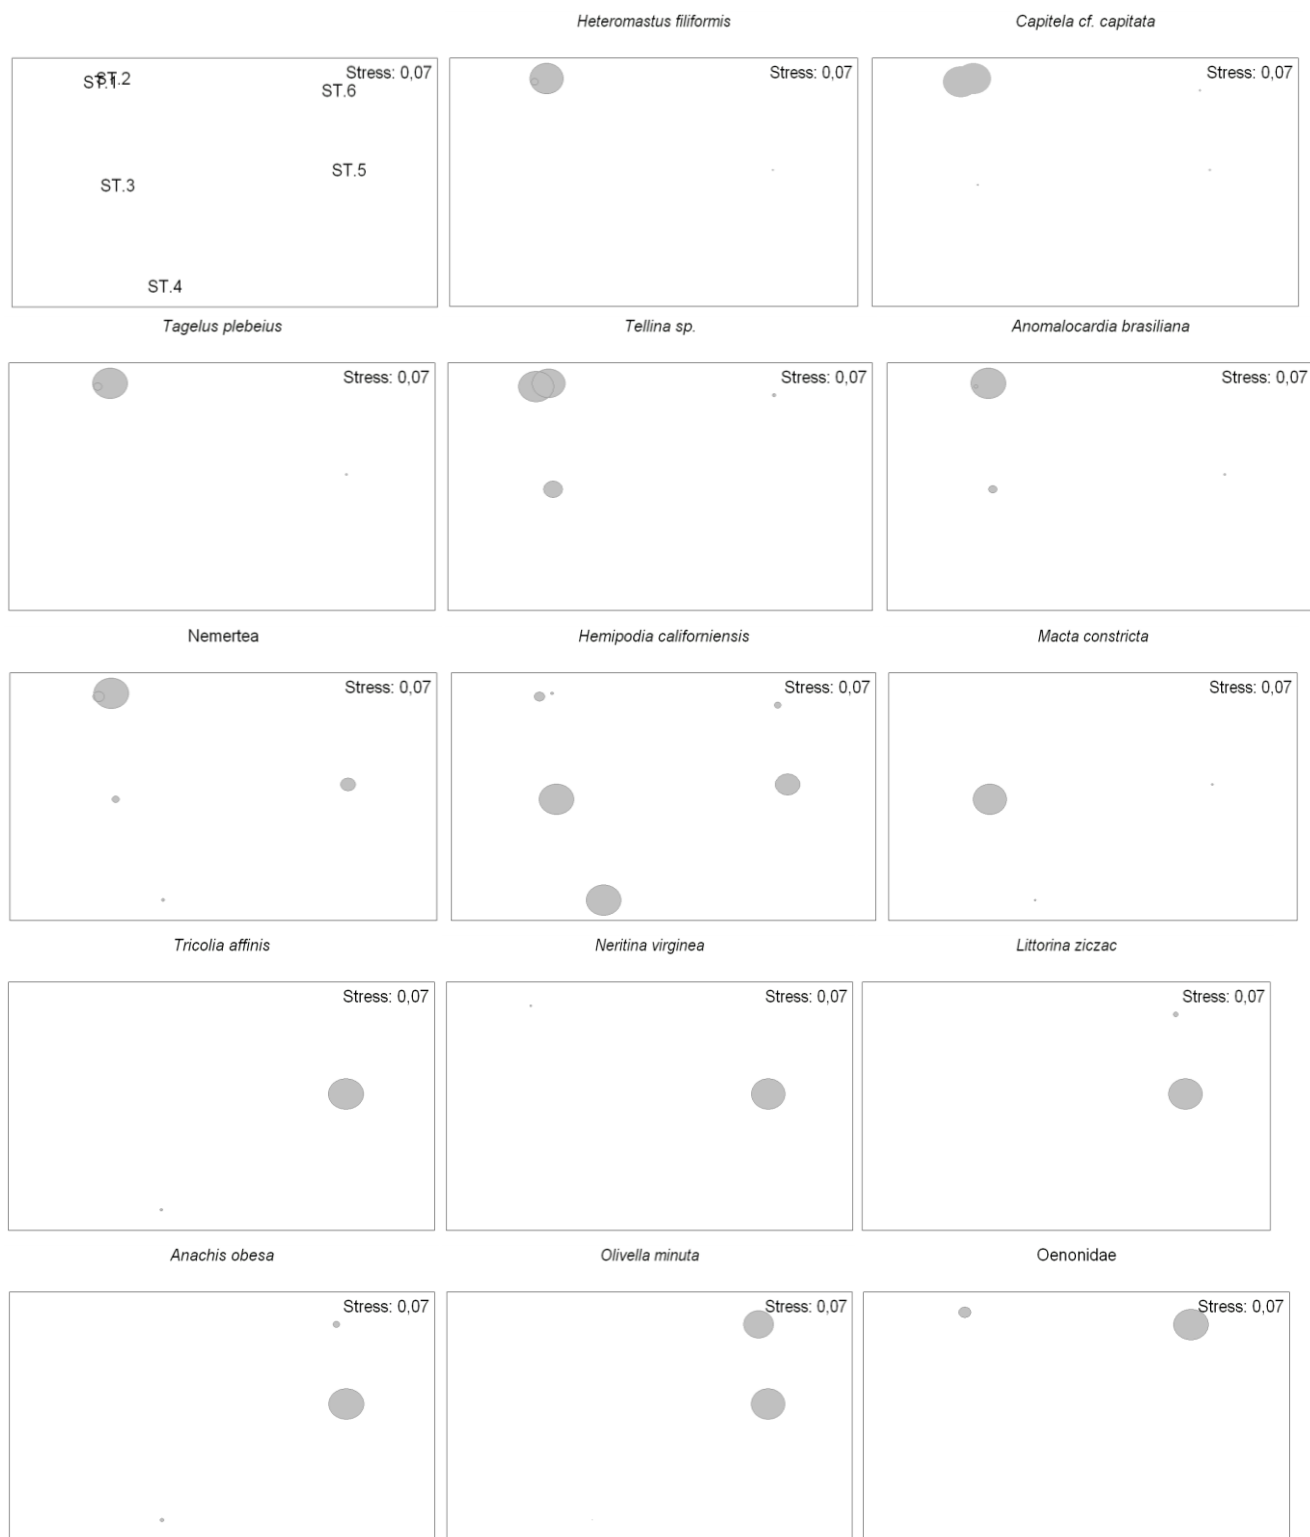 Heteromastus filiformis
Capitela cf. capitata
Stress: 0,07
Stress: 0,07
Stress: 0,07
ST.1
ST.2
ST.6
ST.5
ST.3
ST.4
Tagelus plebeius
Tellina sp.
Anomalocardia brasiliana
Stress: 0,07
Stress: 0,07
Stress: 0,07
Nemertea
Hemipodia californiensis
Macta constricta
Stress: 0,07
Stress: 0,07
Stress: 0,07
Tricolia affinis
Neritina virginea
Littorina ziczac
Stress: 0,07
Stress: 0,07
Stress: 0,07
Anachis obesa
Olivella minuta
Oenonidae
Stress: 0,07
Stress: 0,07
Stress: 0,07